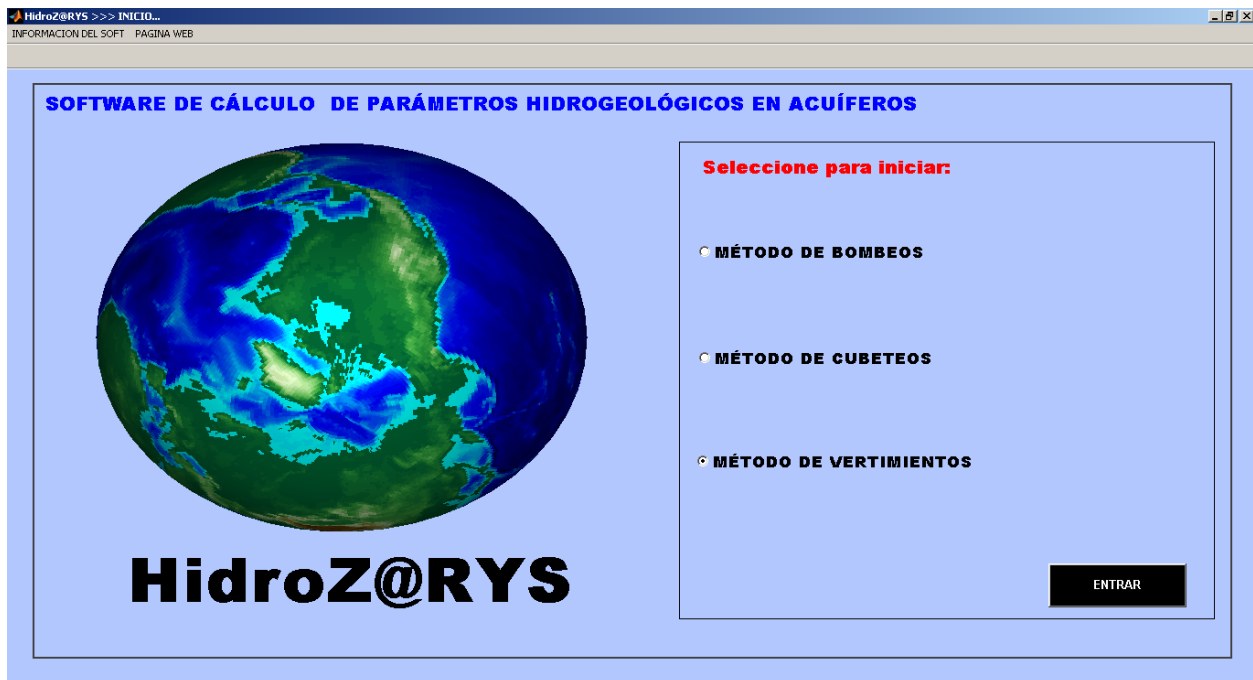 HidroZ@RYS >>> INICIO...
INFORMACION DEL SOFT PAGINA WEB
SOFTWARE DE CÁLCULO DE PARÁMETROS HIDROGEOLÓGICOS EN ACUÍFEROS
Seleccione para iniciar:
MÉTODO DE BOMBEOS
MÉTODO DE CUBETEOS
MÉTODO DE VERTIMIENTOS
HidroZ@RYS
ENTRAR